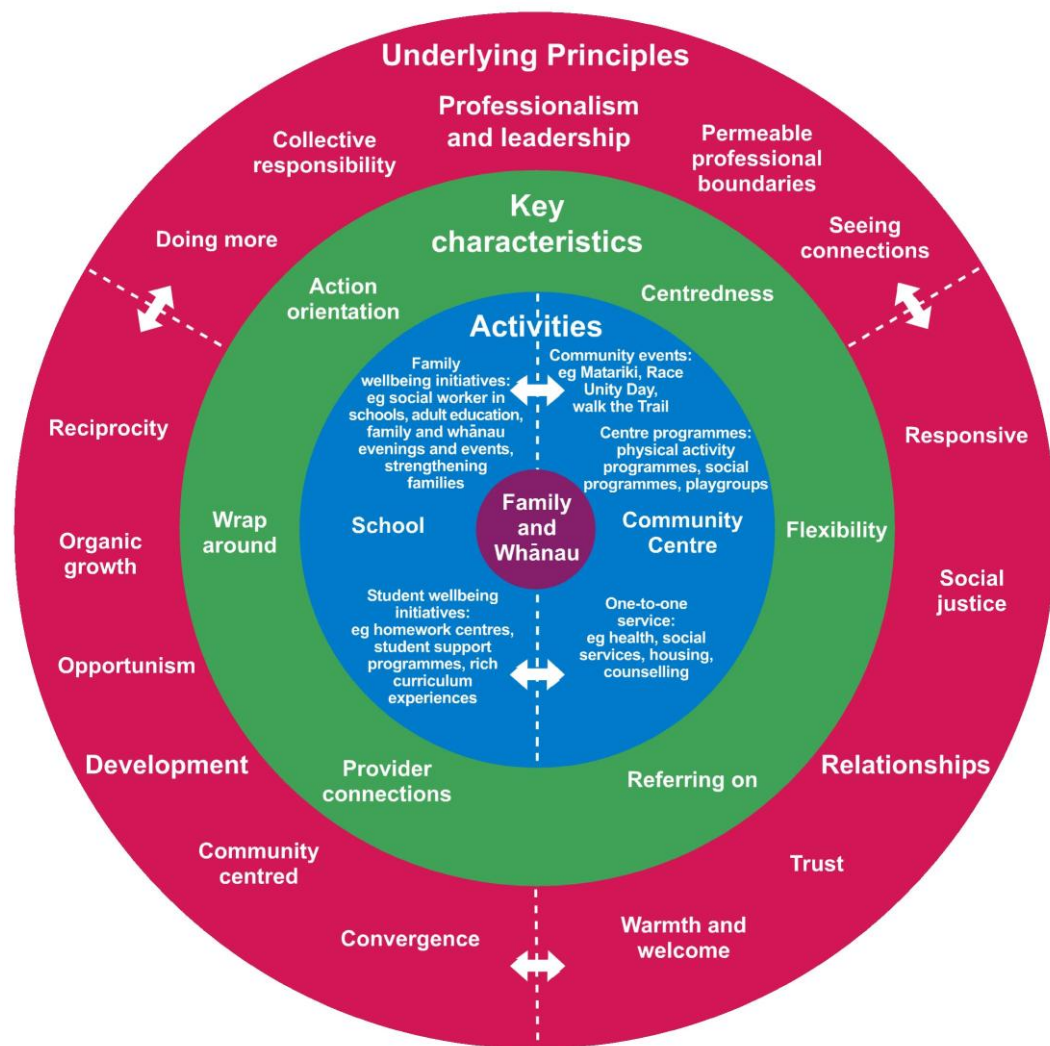 Underlying Principles
Professionalism
and leadership
Collective
responsibility
Permeable
professional
boundaries
Doing more
Seeing
connections
Key
characteristics
Action
orientation
Centredness
Activities
Family
wellbeing initiatives:
eg social worker in
schools, adult education,
family and whānau
evenings and events,
strengthening
families
Community events:
eg Matariki, Race
Unity Day,
walk the Trail
Centre programmes:
physical activity
programmes, social
programmes, playgroups
Reciprocity
Responsive
Wrap
around
School
Family
and
Whānau
Community
Centre
Flexibility
Organic
growth
Social
justice
Student wellbeing
initiatives:
eg homework centres,
student support
programmes, rich
curriculum
experiences
One-to-one
service:
eg health, social
services, housing,
counselling
Opportunism
Development
Relationships
Provider
connections
Referring on
Community
centred
Trust
Convergence
Warmth and
welcome